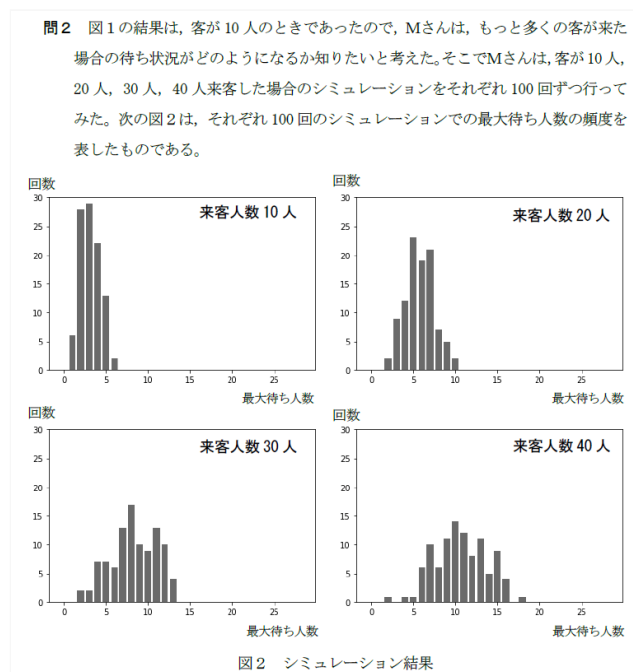 問2 図1の結果は，客が10人のときであったので，Mさんは，もっと多くの客が来た
場合の待ち状況がどのようになるか知りたいと考えた。そこでMさんは，客が10人，
20人，30人，40人来客した場合のシミュレーションをそれぞれ100回ずつ行って
みた。次の図2は，それぞれ100回のシミュレーションでの最大待ち人数の頻度を
表したものである。
回数
来客人数10人
30
25
20
15
10
5
0
0 5 10 15 20 25
最大待ち人数
回数
来客人数20人
30
25
20
15
10
5
0
0 5 10 15 20 25
最大待ち人数
回数
来客人数30人
30
25
20
15
10
5
0
0 5 10 15 20 25
最大待ち人数
回数
来客人数40人
30
25
20
15
10
5
0
0 5 10 15 20 25
最大待ち人数
図2 シミュレーション結果